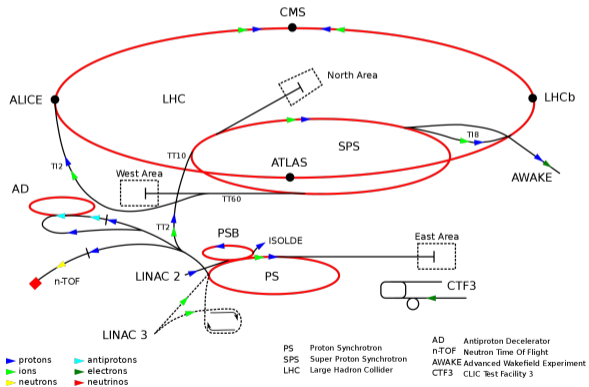 CMS
North Area
ALICE
LHC
LHCb
TT10
SPS
TI8
ATLAS
TI2
West Area
AWAKE
AD
TT60
TT2
PSB
ISOLDE
East Area
LINAC 2
PS
n-TOF
CTF3
LINAC 3
PS Proton Synchrotron
SPS Super Proton Synchrotron
LHC Large Hadron Collider
AD Antiproton Decelerator
n-TOF Neutron Time Of Flight
AWAKE Advanced Wakefield Experiment
CTF3 CLIC Test Facility 3
protons antiprotons
ions electrons
neutrons neutrinos